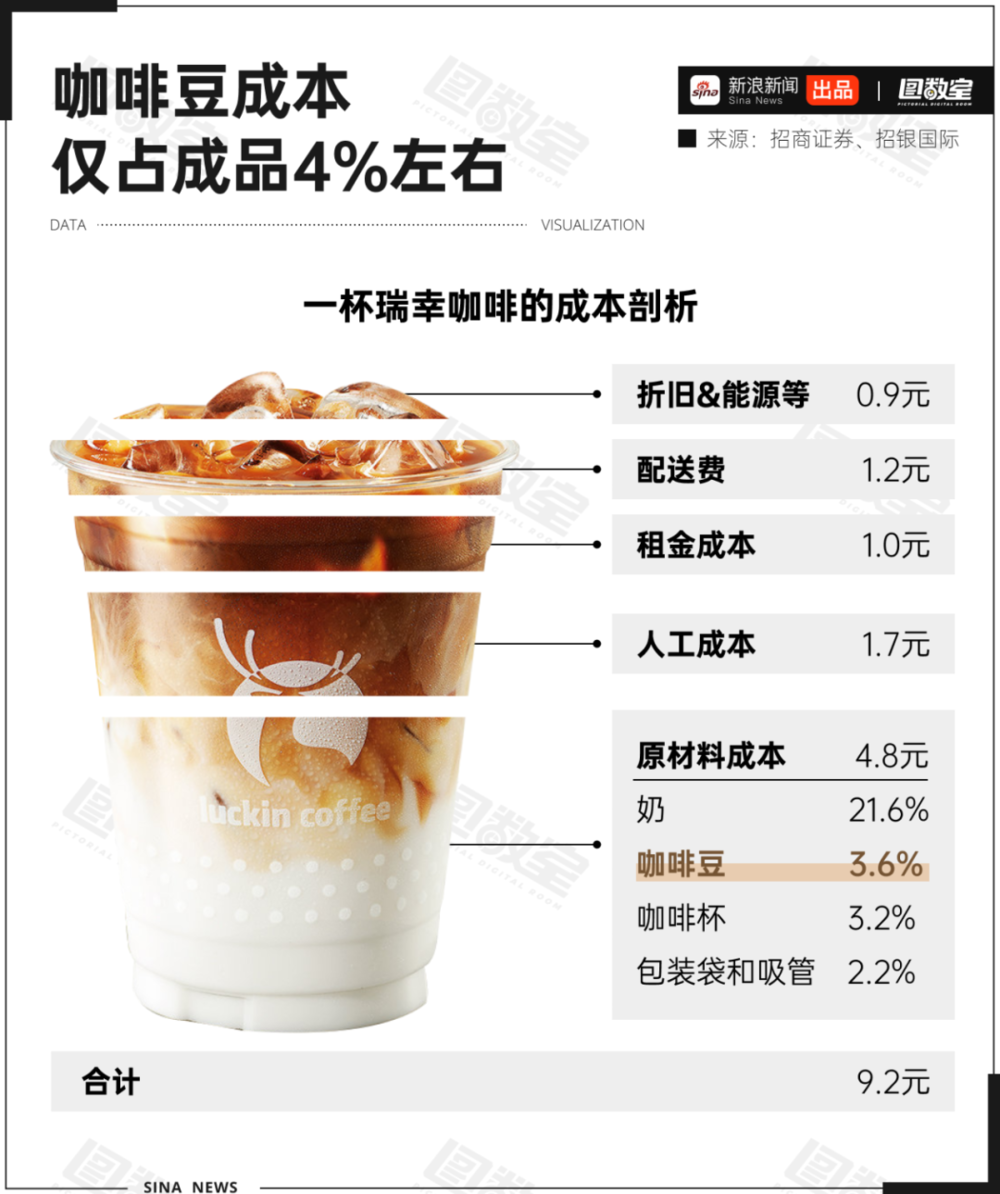 咖啡豆成本
仅占成品4%左右
sina 新浪新闻 Sina News 出品 | 图数室 PICTORIAL DIGITAL ROOM
来源：招商证券、招银国际
DATA VISUALIZATION
一杯瑞幸咖啡的成本剖析
折旧&能源等 0.9元
配送费 1.2元
租金成本 1.0元
人工成本 1.7元
原材料成本 4.8元
奶 21.6%
咖啡豆 3.6%
咖啡杯 3.2%
包装袋和吸管 2.2%
luckin coffee
合计 9.2元
SINA NEWS